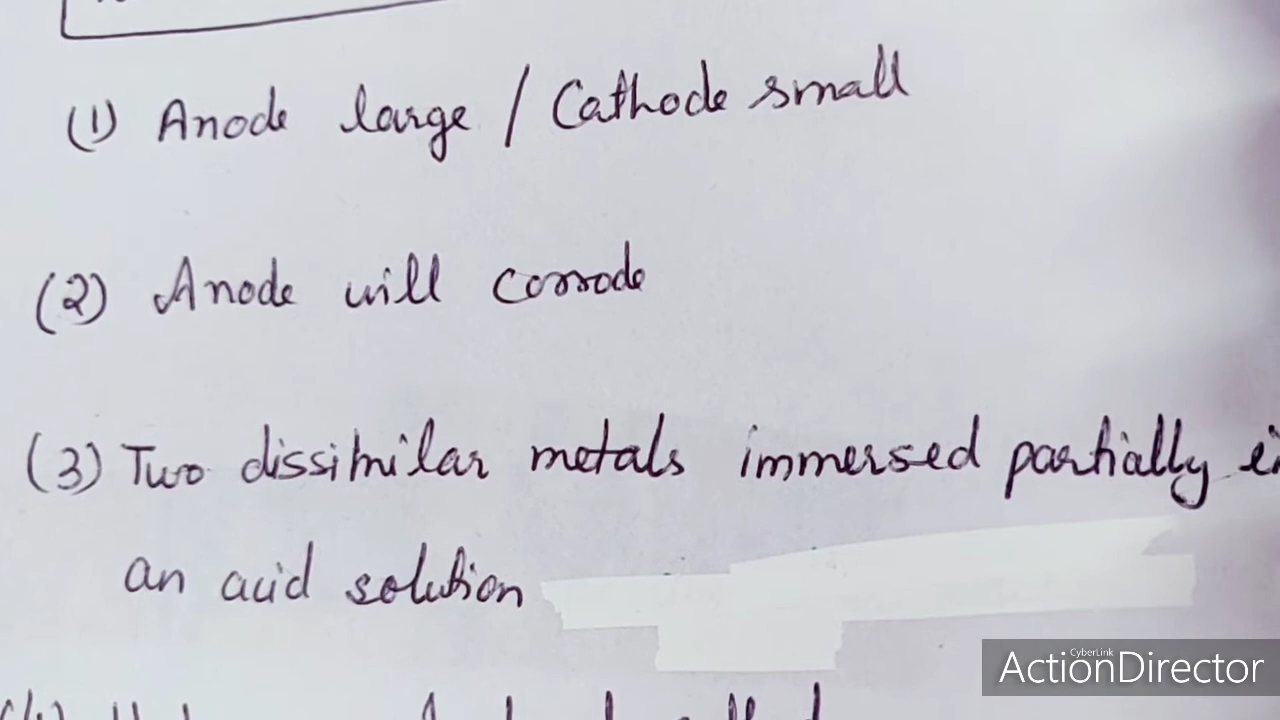 (1) Anode large / Cathode small
(2) Anode will corrode
(3) Two dissimilar metals immersed partially in
an acid solution
CyberLink
ActionDirector